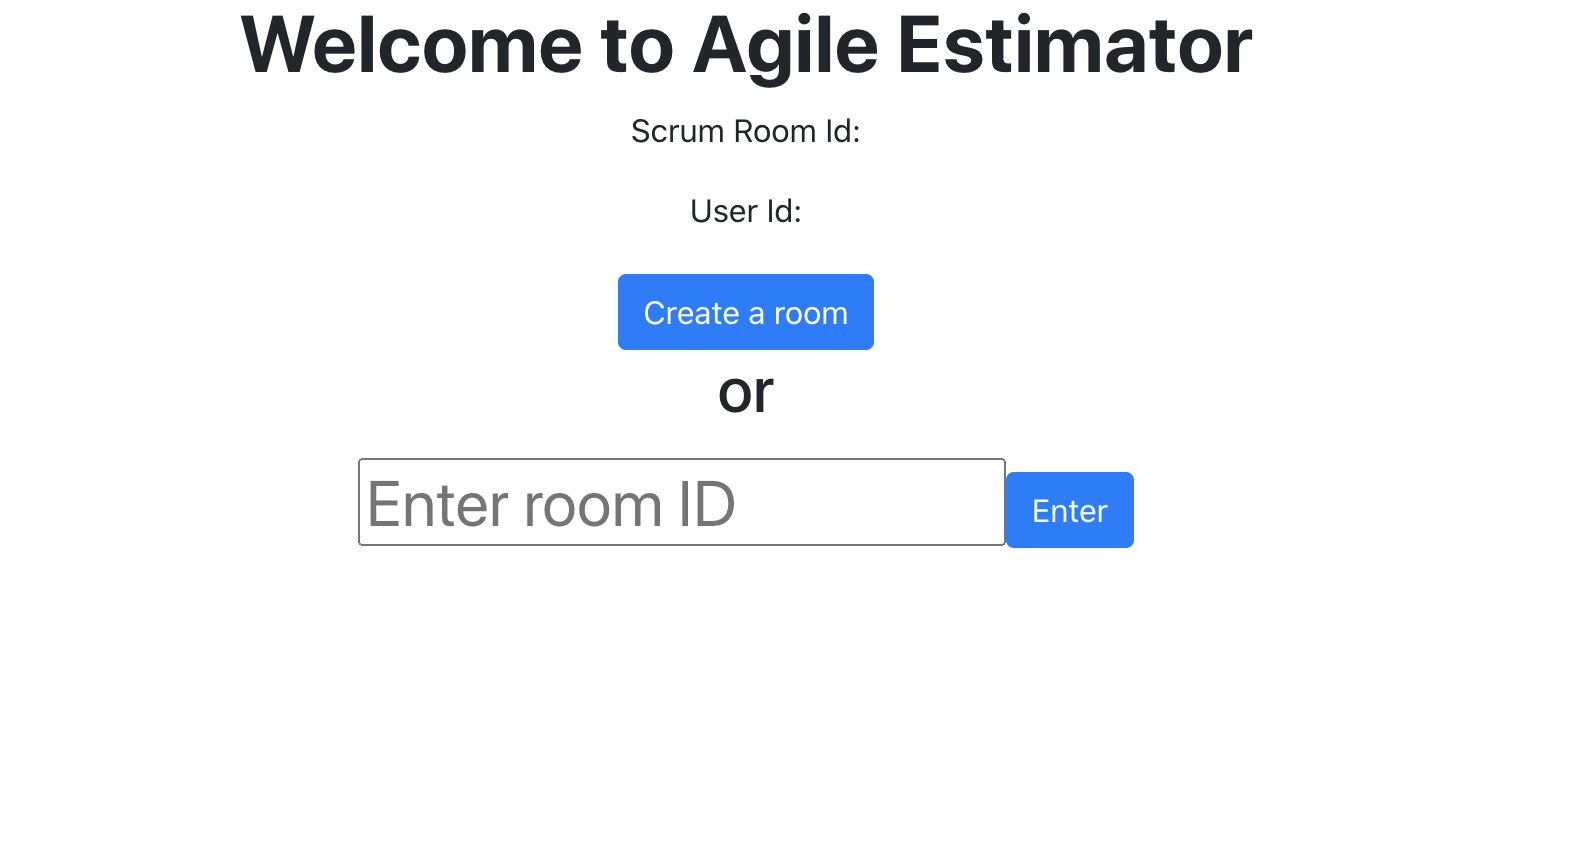 Welcome to Agile Estimator
Scrum Room Id:
User Id:
Create a room
or
Enter room ID
Enter